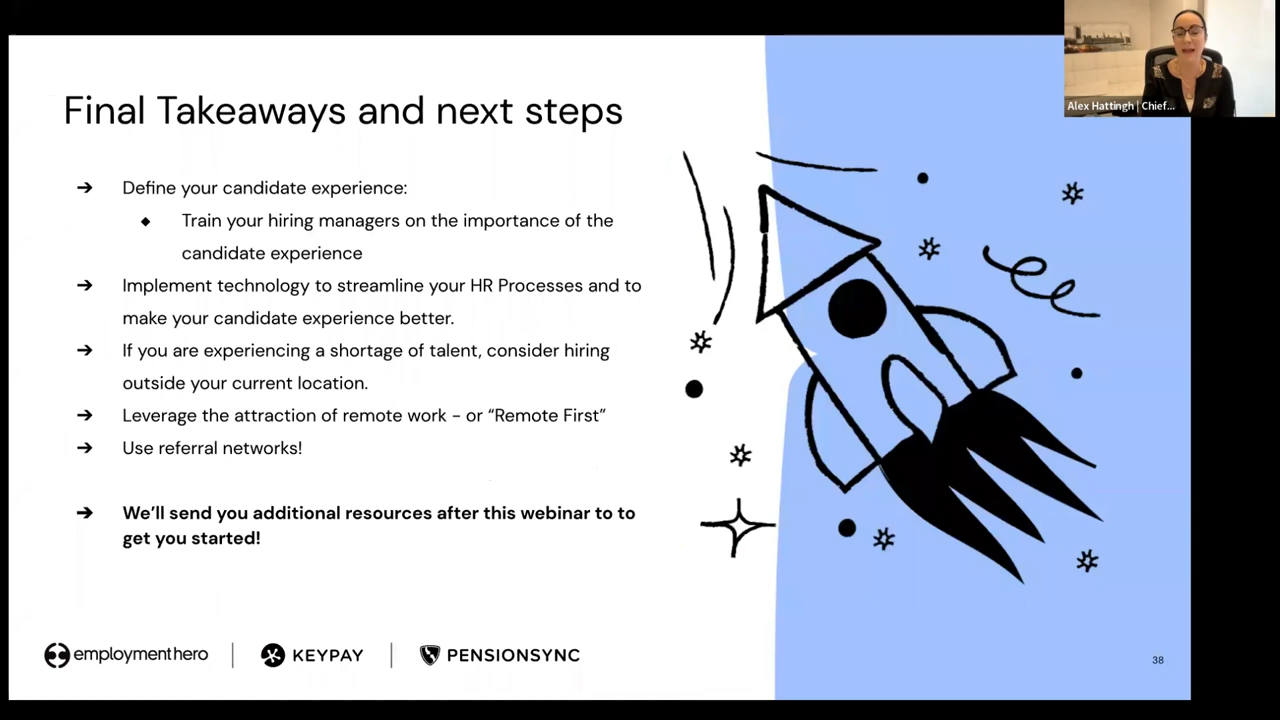 Alex Hattingh | Chief...
Final Takeaways and next steps
➔ Define your candidate experience:
◆ Train your hiring managers on the importance of the
candidate experience
➔ Implement technology to streamline your HR Processes and to
make your candidate experience better.
➔ If you are experiencing a shortage of talent, consider hiring
outside your current location.
➔ Leverage the attraction of remote work - or “Remote First”
➔ Use referral networks!
➔ We’ll send you additional resources after this webinar to to
get you started!
employmenthero | KEYPAY | PENSIONSYNC
38